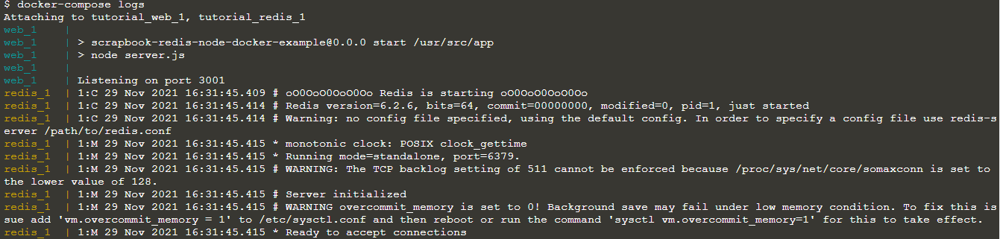 $ docker-compose logs
Attaching to tutorial_web_1, tutorial_redis_1
web_1    |
web_1    | > scrapbook-redis-node-docker-example@0.0.0 start /usr/src/app
web_1    | > node server.js
web_1    |
web_1    | Listening on port 3001
redis_1  | 1:C 29 Nov 2021 16:31:45.409 # oO0OoO0OoO0Oo Redis is starting oO0OoO0OoO0Oo
redis_1  | 1:C 29 Nov 2021 16:31:45.414 # Redis version=6.2.6, bits=64, commit=00000000, modified=0, pid=1, just started
redis_1  | 1:C 29 Nov 2021 16:31:45.414 # Warning: no config file specified, using the default config. In order to specify a config file use redis-s
erver /path/to/redis.conf
redis_1  | 1:M 29 Nov 2021 16:31:45.415 * monotonic clock: POSIX clock_gettime
redis_1  | 1:M 29 Nov 2021 16:31:45.415 * Running mode=standalone, port=6379.
redis_1  | 1:M 29 Nov 2021 16:31:45.415 # WARNING: The TCP backlog setting of 511 cannot be enforced because /proc/sys/net/core/somaxconn is set to
the lower value of 128.
redis_1  | 1:M 29 Nov 2021 16:31:45.415 # Server initialized
redis_1  | 1:M 29 Nov 2021 16:31:45.415 # WARNING overcommit_memory is set to 0! Background save may fail under low memory condition. To fix this is
sue add 'vm.overcommit_memory = 1' to /etc/sysctl.conf and then reboot or run the command 'sysctl vm.overcommit_memory=1' for this to take effect.
redis_1  | 1:M 29 Nov 2021 16:31:45.415 * Ready to accept connections